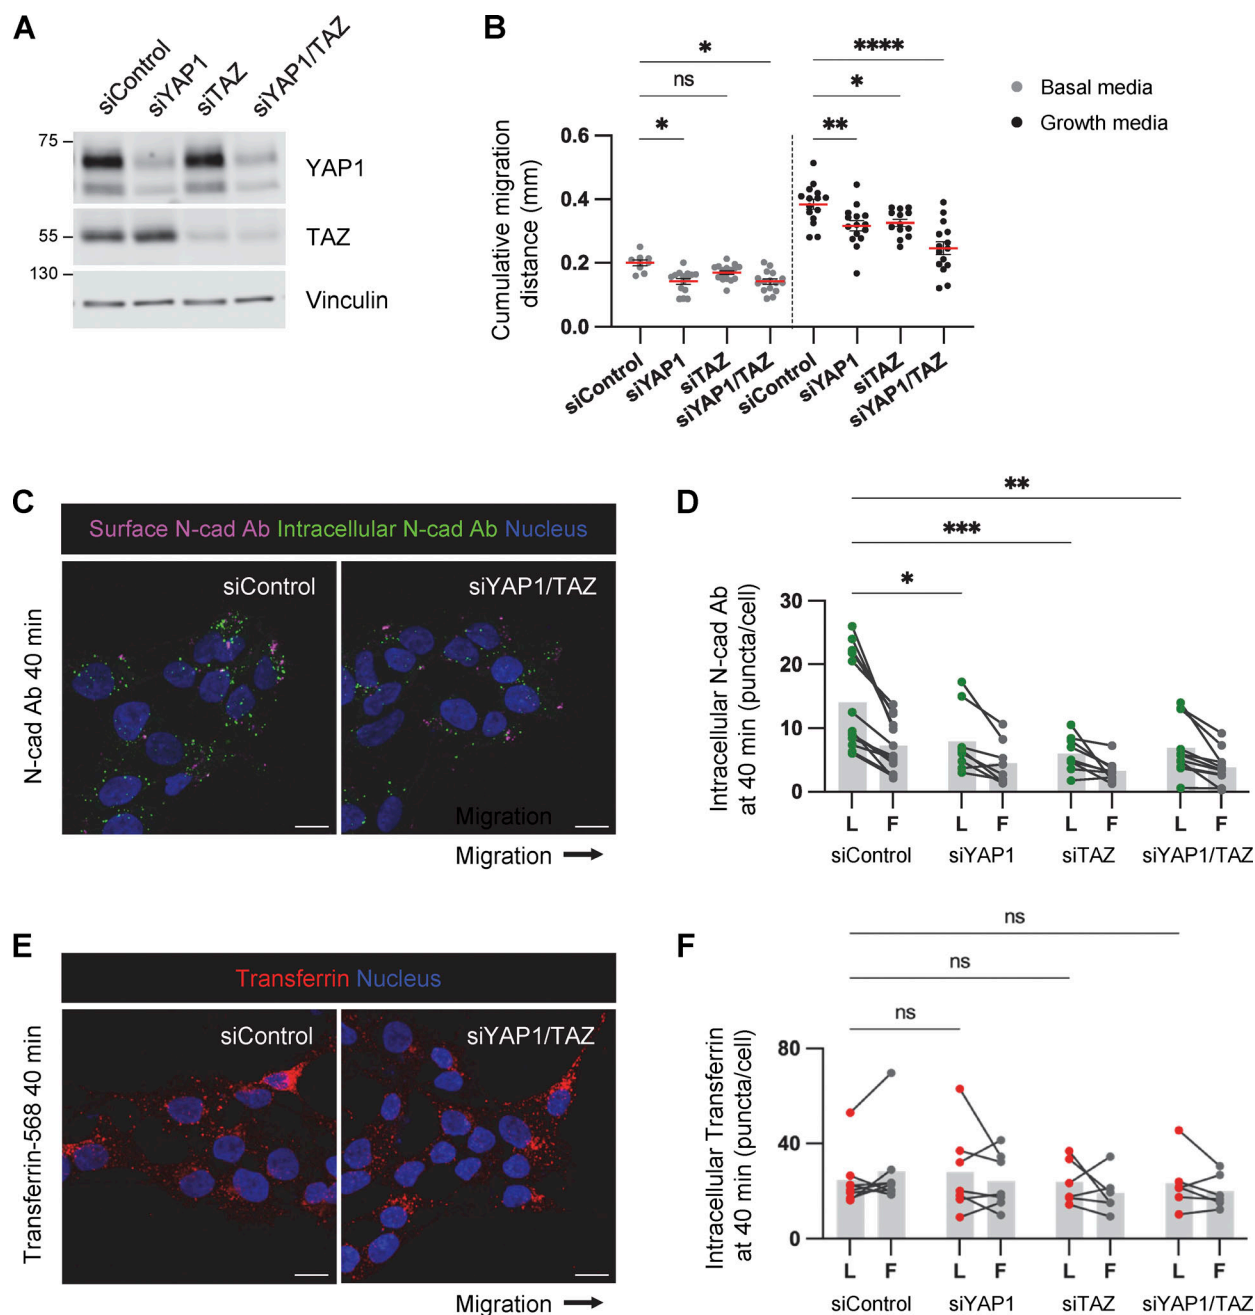 A
siControl
siYAP1
siTAZ
siYAP1/TAZ
75
YAP1
55
TAZ
130
Vinculin
B
****
*
ns
*
*
**
Basal media
Growth media
Cumulative migration
distance (mm)
0.6
0.4
0.2
0.0
siControl
siYAP1
siTAZ
siYAP1/TAZ
siControl
siYAP1
siTAZ
siYAP1/TAZ
C
Surface N-cad Ab Intracellular N-cad Ab Nucleus
N-cad Ab 40 min
siControl
siYAP1/TAZ
Migration
Migration
D
**
***
*
Intracellular N-cad Ab
at 40 min (puncta/cell)
30
20
10
0
L F L F L F L F
siControl siYAP1 siTAZ siYAP1/TAZ
E
Transferrin Nucleus
Transferrin-568 40 min
siControl
siYAP1/TAZ
Migration
F
ns
ns
ns
Intracellular Transferrin
at 40 min (puncta/cell)
80
40
0
L F L F L F L F
siControl siYAP1 siTAZ siYAP1/TAZ